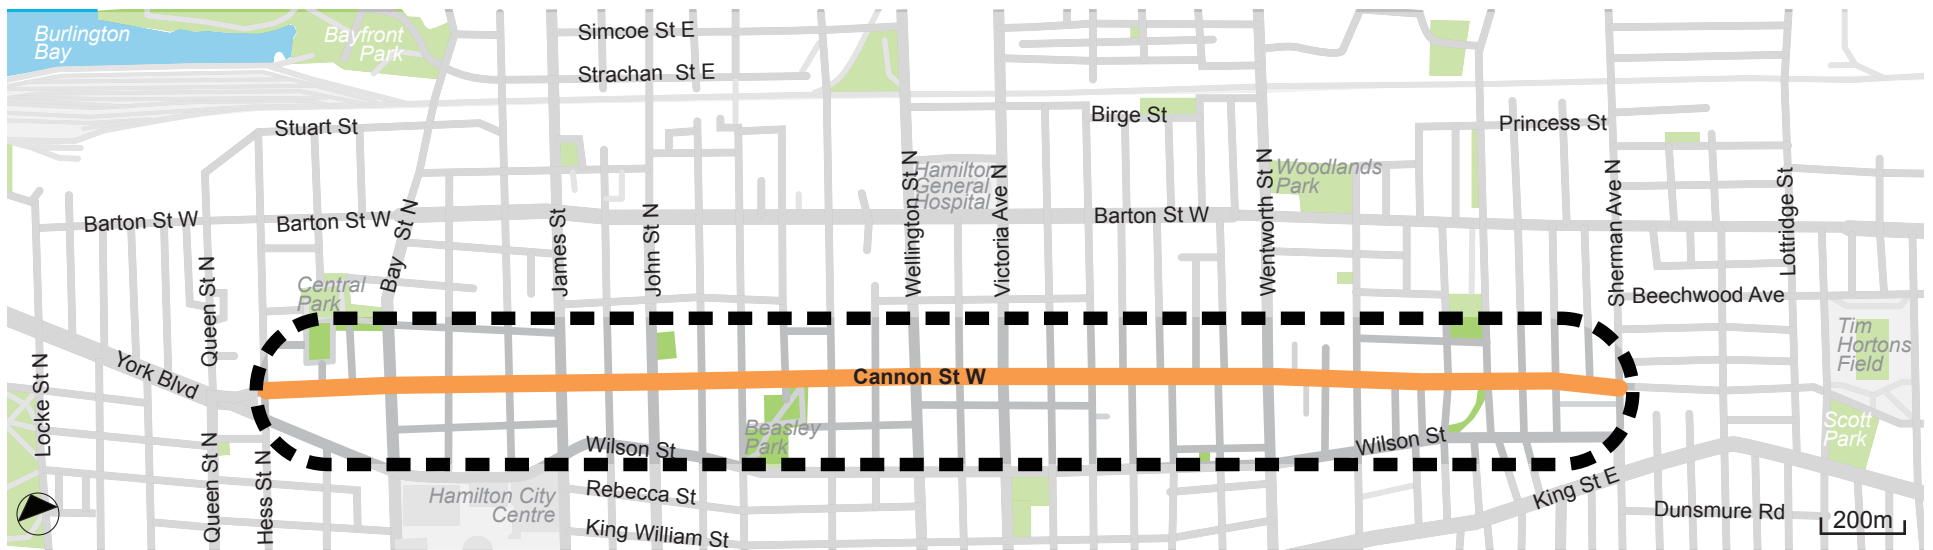 Burlington
Bay
Bayfront
Park
Simcoe St E
Strachan St E
Stuart St
Birge St
Princess St
Hamilton
General
Hospital
Woodlands
Park
Barton St W
Barton St W
Barton St W
Queen St N
Bay St N
James St
John St N
Wellington St N
Victoria Ave N
Wentworth St N
Sherman Ave N
Lottridge St
Central
Park
Beechwood Ave
Tim
Hortons
Field
York Blvd
Locke St N
Cannon St W
Beasley
Park
Wilson St
Wilson St
Scott
Park
Queen St N
Hess St N
Hamilton City
Centre
Rebecca St
King William St
King St E
Dunsmure Rd
200m